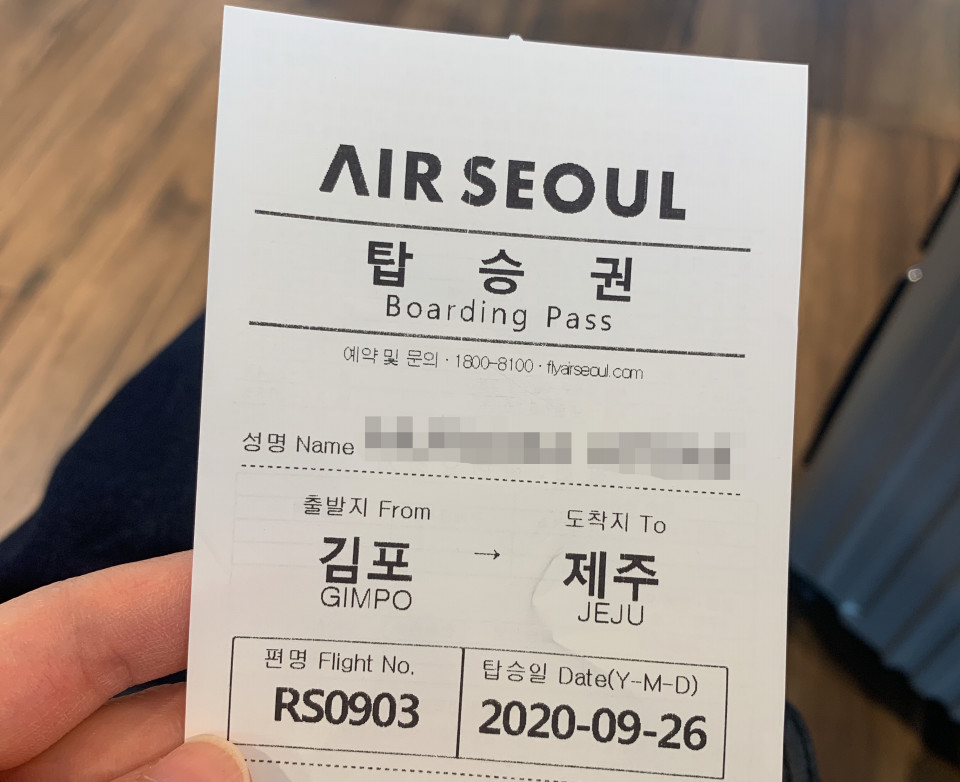 AIR SEOUL
탑 승 권
Boarding Pass
예약 및 문의 · 1800-8100 · flyairseoul.com
성명 Name
출발지 From
도착지 To
김포 → 제주
GIMPO
JEJU
편명 Flight No.
탑승일 Date(Y-M-D)
RS0903
2020-09-26